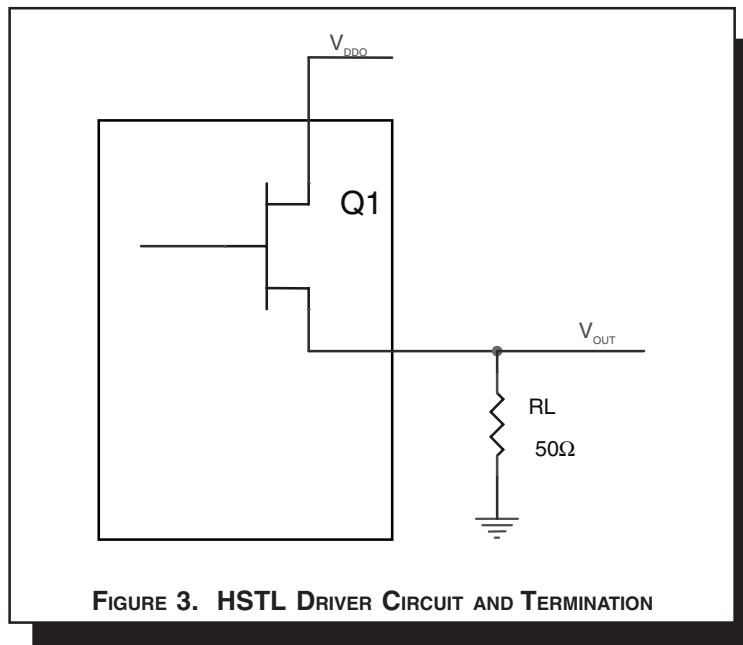 VDDO
Q1
VOUT
RL
50Ω
FIGURE 3. HSTL DRIVER CIRCUIT AND TERMINATION